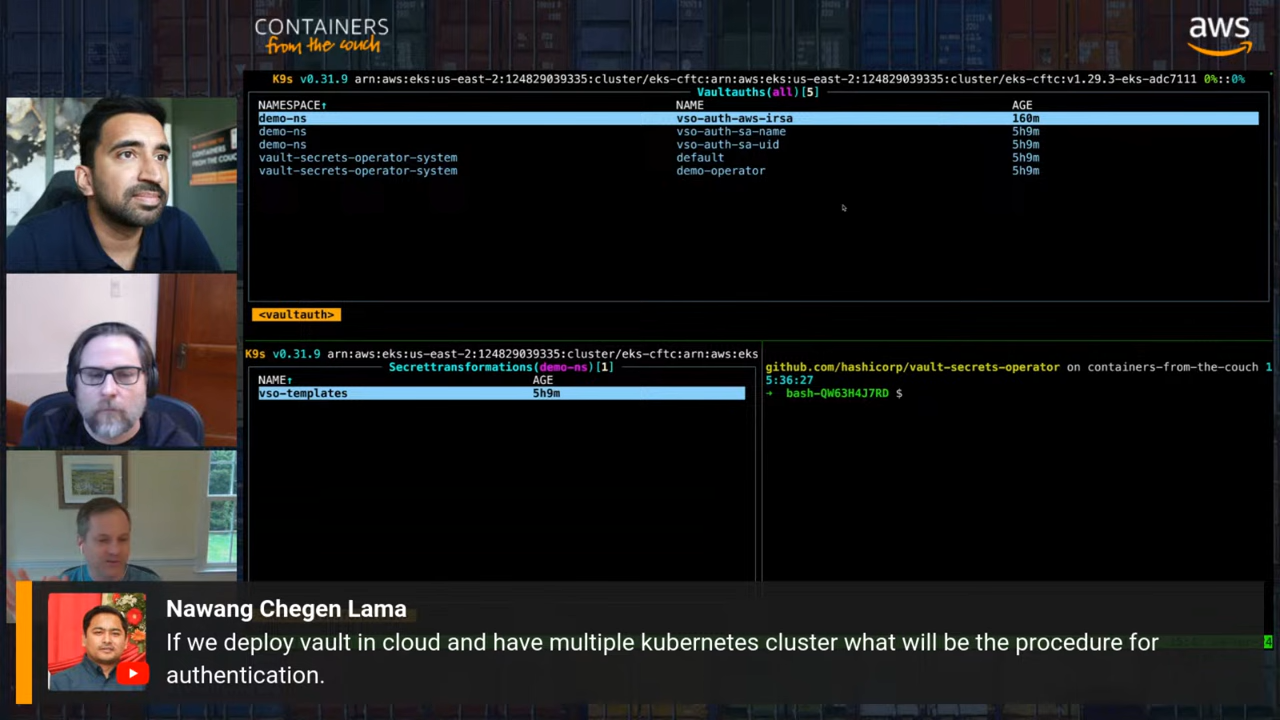 CONTAINERS
from the couch
aws
K9s v0.31.9 arn:aws:eks:us-east-2:124829039335:cluster/eks-cftc:arn:aws:eks:us-east-2:124829039335:cluster/eks-cftc:v1.29.3-eks-adc7111 0%::0%
Vaultauths(all)[5]
NAMESPACE↑ NAME AGE
demo-ns vso-auth-aws-irsa 160m
demo-ns vso-auth-sa-name 5h9m
demo-ns vso-auth-sa-uid 5h9m
vault-secrets-operator-system default 5h9m
vault-secrets-operator-system demo-operator 5h9m
<vaultauth>
K9s v0.31.9 arn:aws:eks:us-east-2:124829039335:cluster/eks-cftc:arn:aws:eks
Secrettransformations(demo-ns)[1]
NAME↑ AGE
vso-templates 5h9m
github.com/hashicorp/vault-secrets-operator on containers-from-the-couch 1
5:36:27
→ bash-QW63H4J7RD $
Nawang Chegen Lama
If we deploy vault in cloud and have multiple kubernetes cluster what will be the procedure for
authentication.